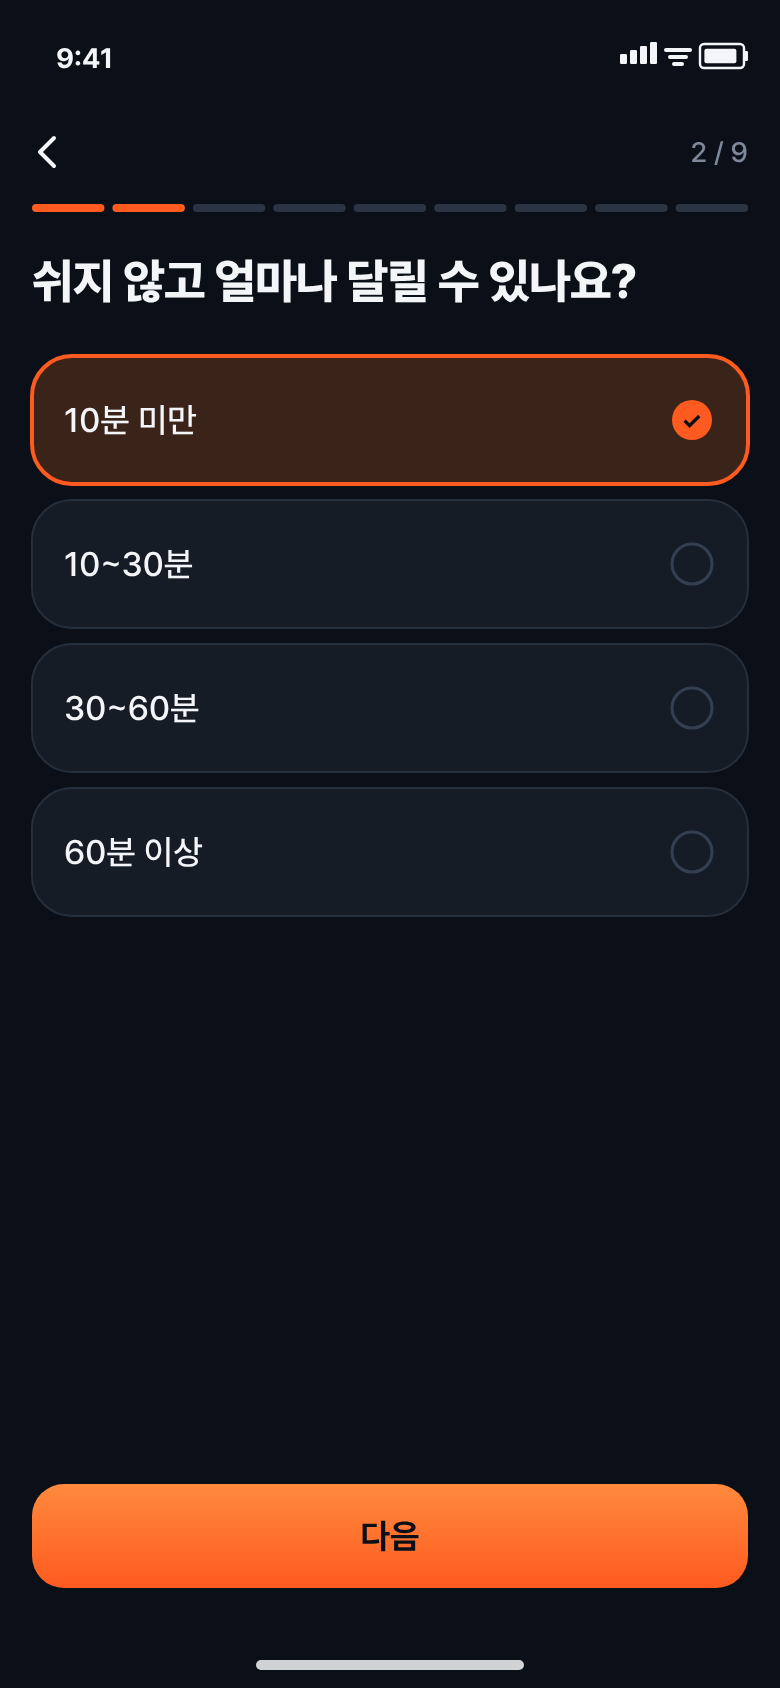 9:41
2 / 9
쉬지 않고 얼마나 달릴 수 있나요?
10분 미만
10~30분
30~60분
60분 이상
다음